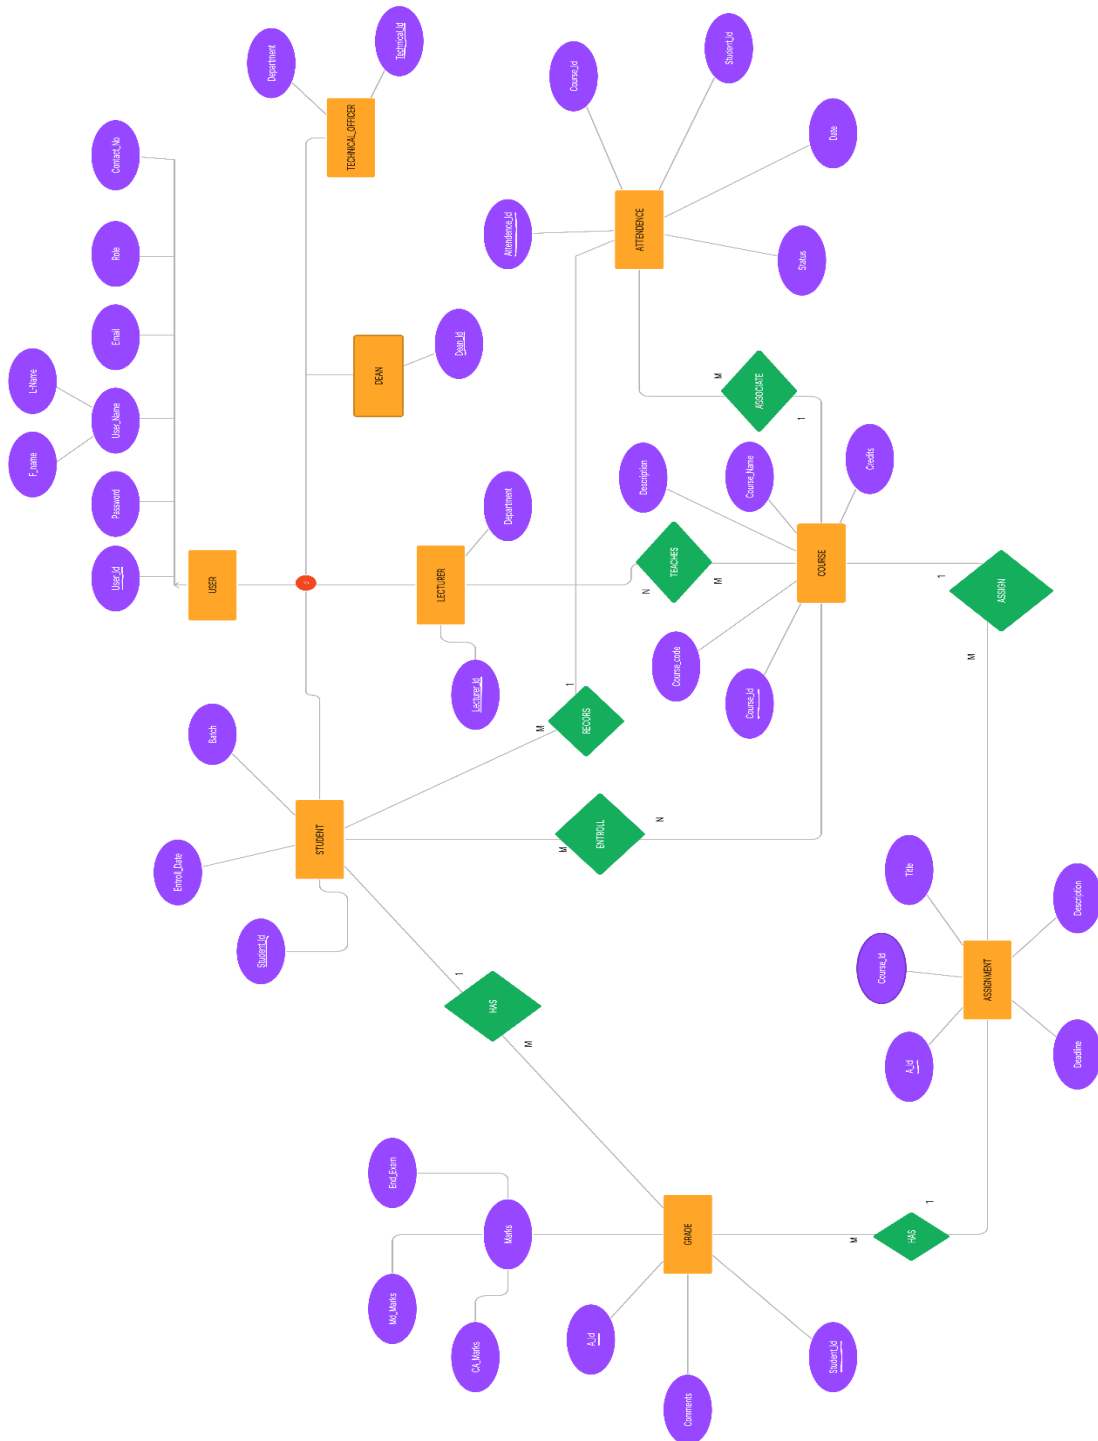 F_name
L-Name
User_Id
Password
User_Name
Email
Role
Contact_No
Entroll_Date
Batch
USER
Student_Id
Department
STUDENT
TECHNICAL_OFFICER
DEAN
Md_Marks
End_Exam
Technical_Id
LECTURER
Dean_Id
1
CA_Marks
Lecturer_Id
HAS
Marks
Department
Attendence_Id
M
M
M
1
Course_Id
RECORS
A_Id
ENTROLL
ATTENDENCE
Description
N
N
TEACHES
Course_code
Comments
GRADE
M
M
Student_Id
Course_Id
Course_Name
ASSOCIATE
1
Status
COURSE
Student_Id
Date
M
Credits
Course_Id
A_Id
HAS
Title
1
1
M
ASSIGNMENT
ASSIGN
Deadline
Description